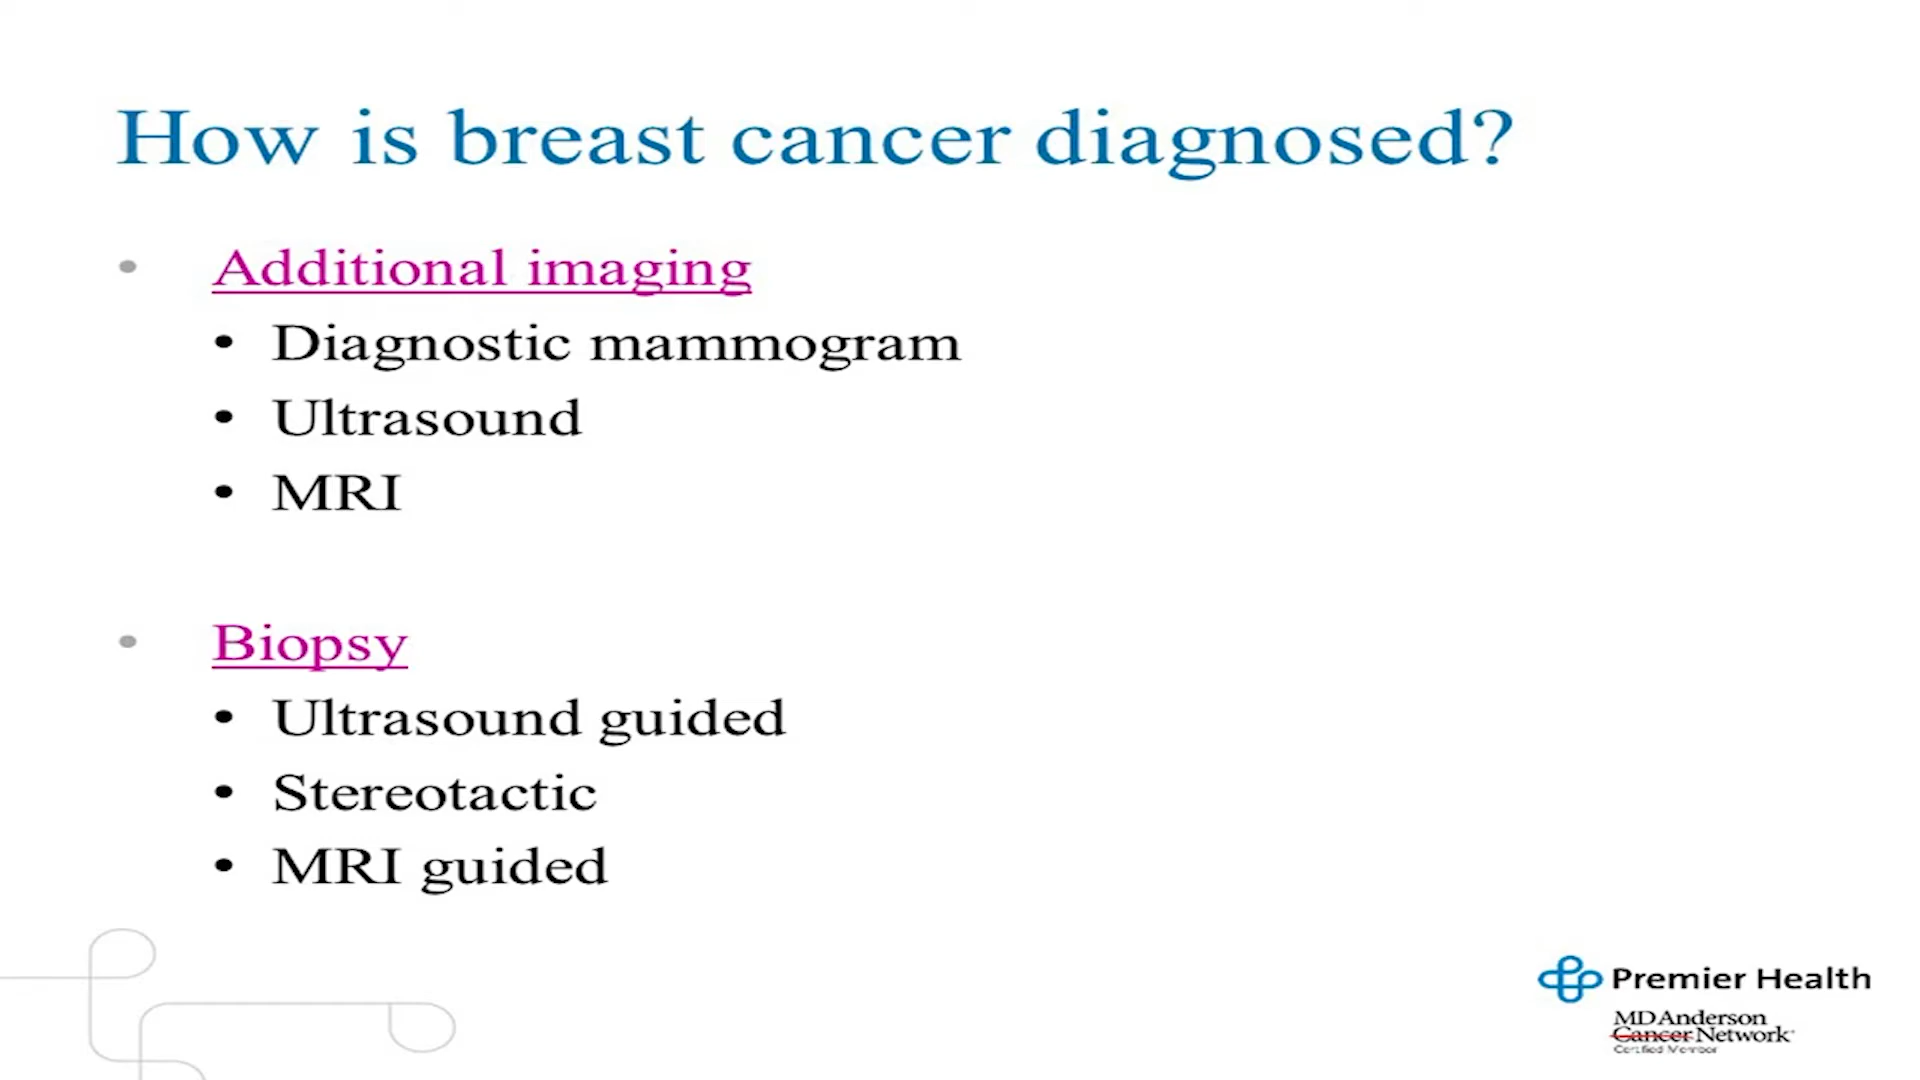 How is breast cancer diagnosed?
• Additional imaging
• Diagnostic mammogram
• Ultrasound
• MRI
• Biopsy
• Ultrasound guided
• Stereotactic
• MRI guided
Premier Health
MD Anderson
Cancer Network
Certified Member